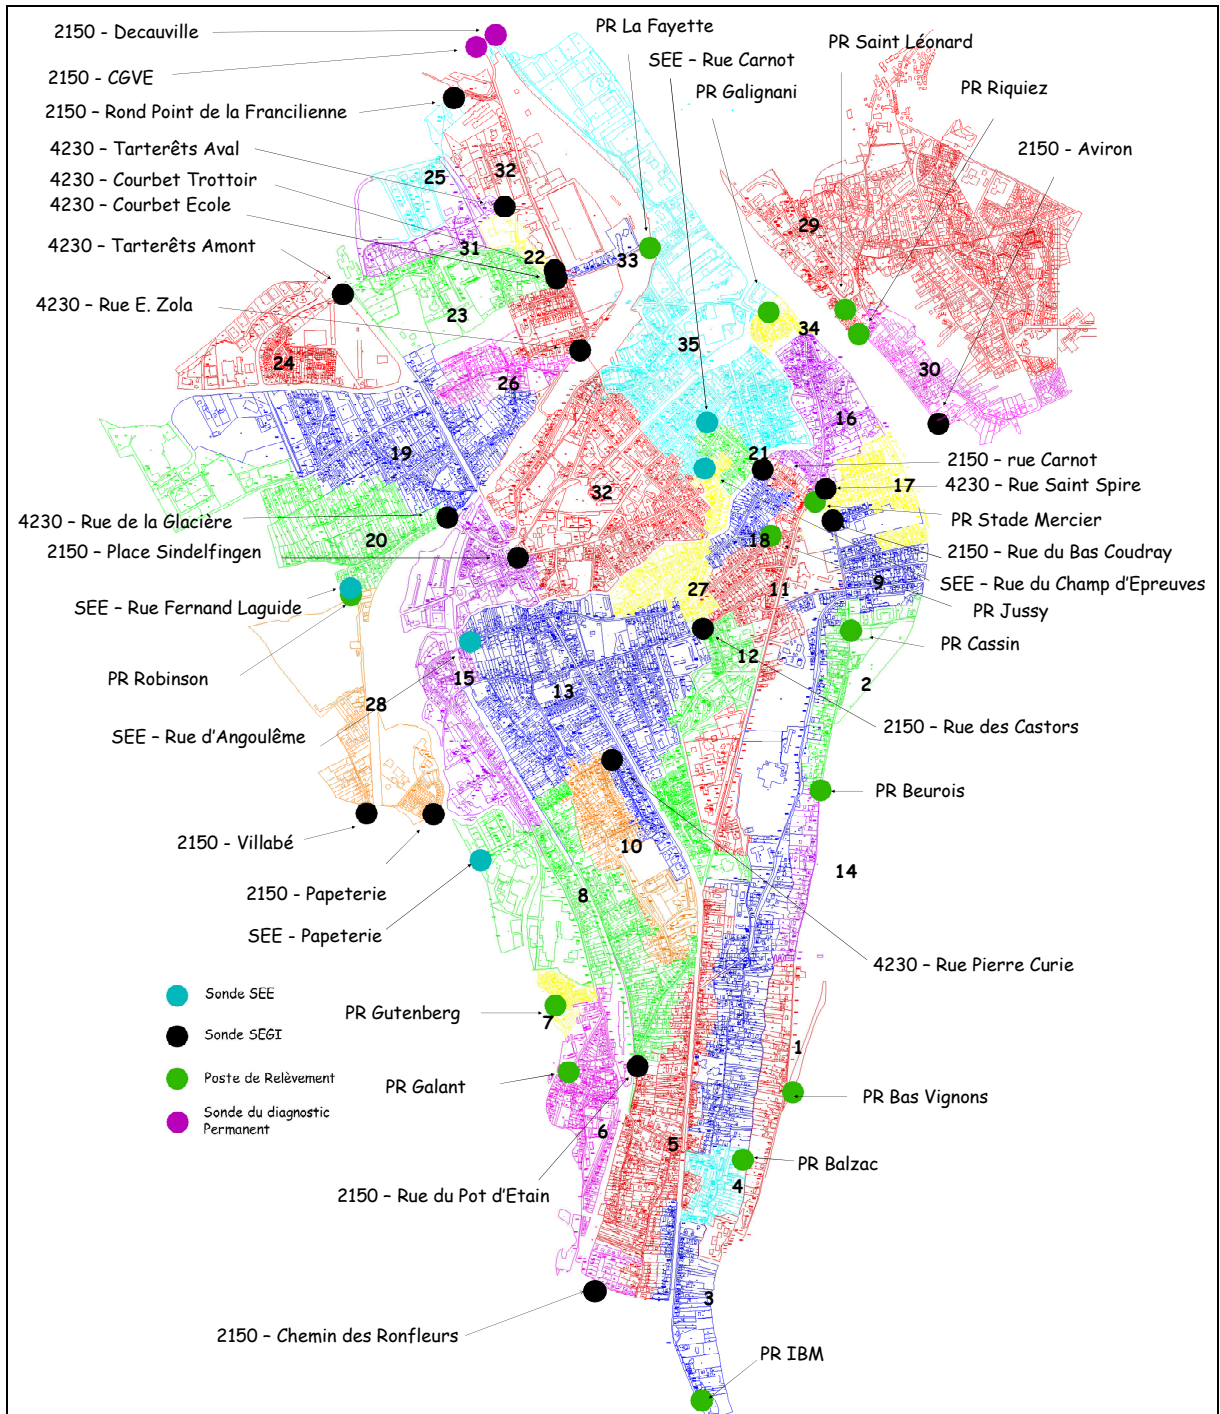 PR La Fayette
2150 - Decauville
SEE – Rue Carnot
PR Saint Léonard
2150 - CGVE
PR Galignani
PR Riquiez
2150 – Rond Point de la Francilienne
4230 – Tarterêts Aval
2150 - Aviron
4230 – Courbet Trottoir
4230 – Courbet Ecole
4230 – Tarterêts Amont
4230 – Rue E. Zola
25
32
29
31
22
33
23
34
35
24
26
30
16
19
21
2150 – rue Carnot
4230 – Rue Saint Spire
17
32
4230 – Rue de la Glacière
PR Stade Mercier
20
18
2150 – Place Sindelfingen
2150 – Rue du Bas Coudray
9
SEE – Rue du Champ d'Epreuves
27
11
SEE – Rue Fernand Laguide
PR Jussy
PR Cassin
12
PR Robinson
15
13
2
28
SEE – Rue d'Angoulême
2150 – Rue des Castors
PR Beurois
2150 - Villabé
10
14
2150 - Papeterie
8
SEE - Papeterie
4230 – Rue Pierre Curie
Sonde SEE
PR Gutenberg
7
Sonde SEGI
1
Poste de Relèvement
PR Galant
PR Bas Vignons
Sonde du diagnostic
Permanent
6
5
PR Balzac
4
2150 – Rue du Pot d'Etain
3
2150 – Chemin des Ronfleurs
PR IBM